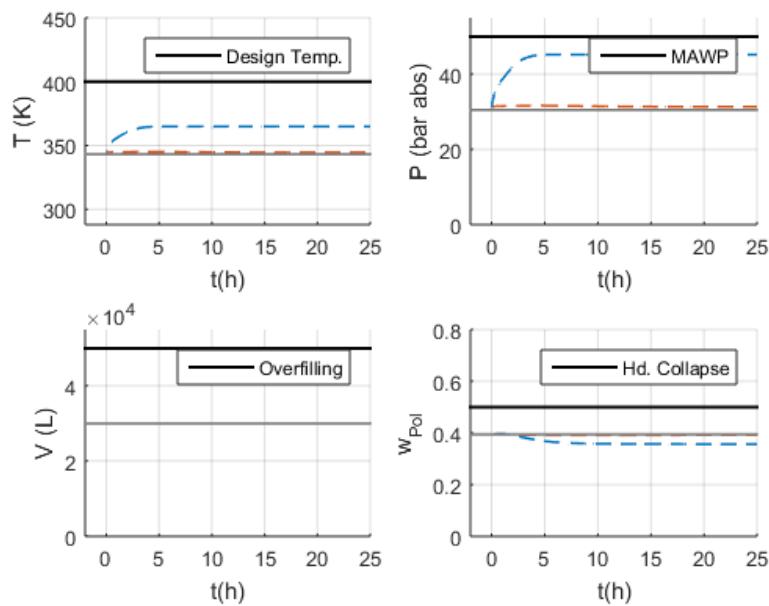 450
400
350
300
T (K)
Design Temp.
0 5 10 15 20 25
t(h)
40
20
0
P (bar abs)
MAWP
0 5 10 15 20 25
t(h)
×10⁴
4
2
0
V (L)
Overfilling
0 5 10 15 20 25
t(h)
0.8
0.6
0.4
0.2
0
w_Pol
Hd. Collapse
0 5 10 15 20 25
t(h)